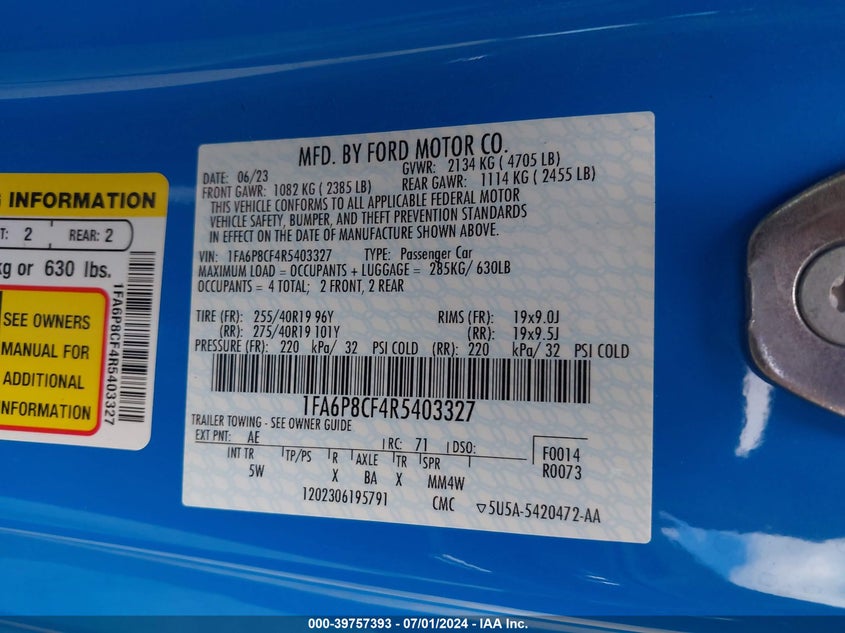 G INFORMATION
T: 2 REAR: 2
kg or 630 lbs.
SEE OWNERS
MANUAL FOR
ADDITIONAL
INFORMATION
1FA6P8CF4R5403327
MFD. BY FORD MOTOR CO.
DATE: 06/23 GVWR: 2134 KG ( 4705 LB)
FRONT GAWR: 1082 KG ( 2385 LB) REAR GAWR: 1114 KG ( 2455 LB)
THIS VEHICLE CONFORMS TO ALL APPLICABLE FEDERAL MOTOR
VEHICLE SAFETY, BUMPER, AND THEFT PREVENTION STANDARDS
IN EFFECT ON THE DATE OF MANUFACTURE SHOWN ABOVE.
VIN: 1FA6P8CF4R5403327 TYPE: Passenger Car
MAXIMUM LOAD = OCCUPANTS + LUGGAGE = 285KG/ 630LB
OCCUPANTS = 4 TOTAL; 2 FRONT, 2 REAR
TIRE (FR): 255/40R19 96Y RIMS (FR): 19x9.0J
(RR): 275/40R19 101Y (RR): 19x9.5J
PRESSURE (FR): 220 kPa/ 32 PSI COLD (RR): 220 kPa/ 32 PSI COLD
1FA6P8CF4R5403327
TRAILER TOWING - SEE OWNER GUIDE
EXT PNT: AE RC: 71 DSO: F0014
INT TR TP/PS R AXLE TR SPR R0073
5W X BA X MM4W
1202306195791 CMC ▽5U5A-5420472-AA
000-39757393 - 07/01/2024 - IAA Inc.